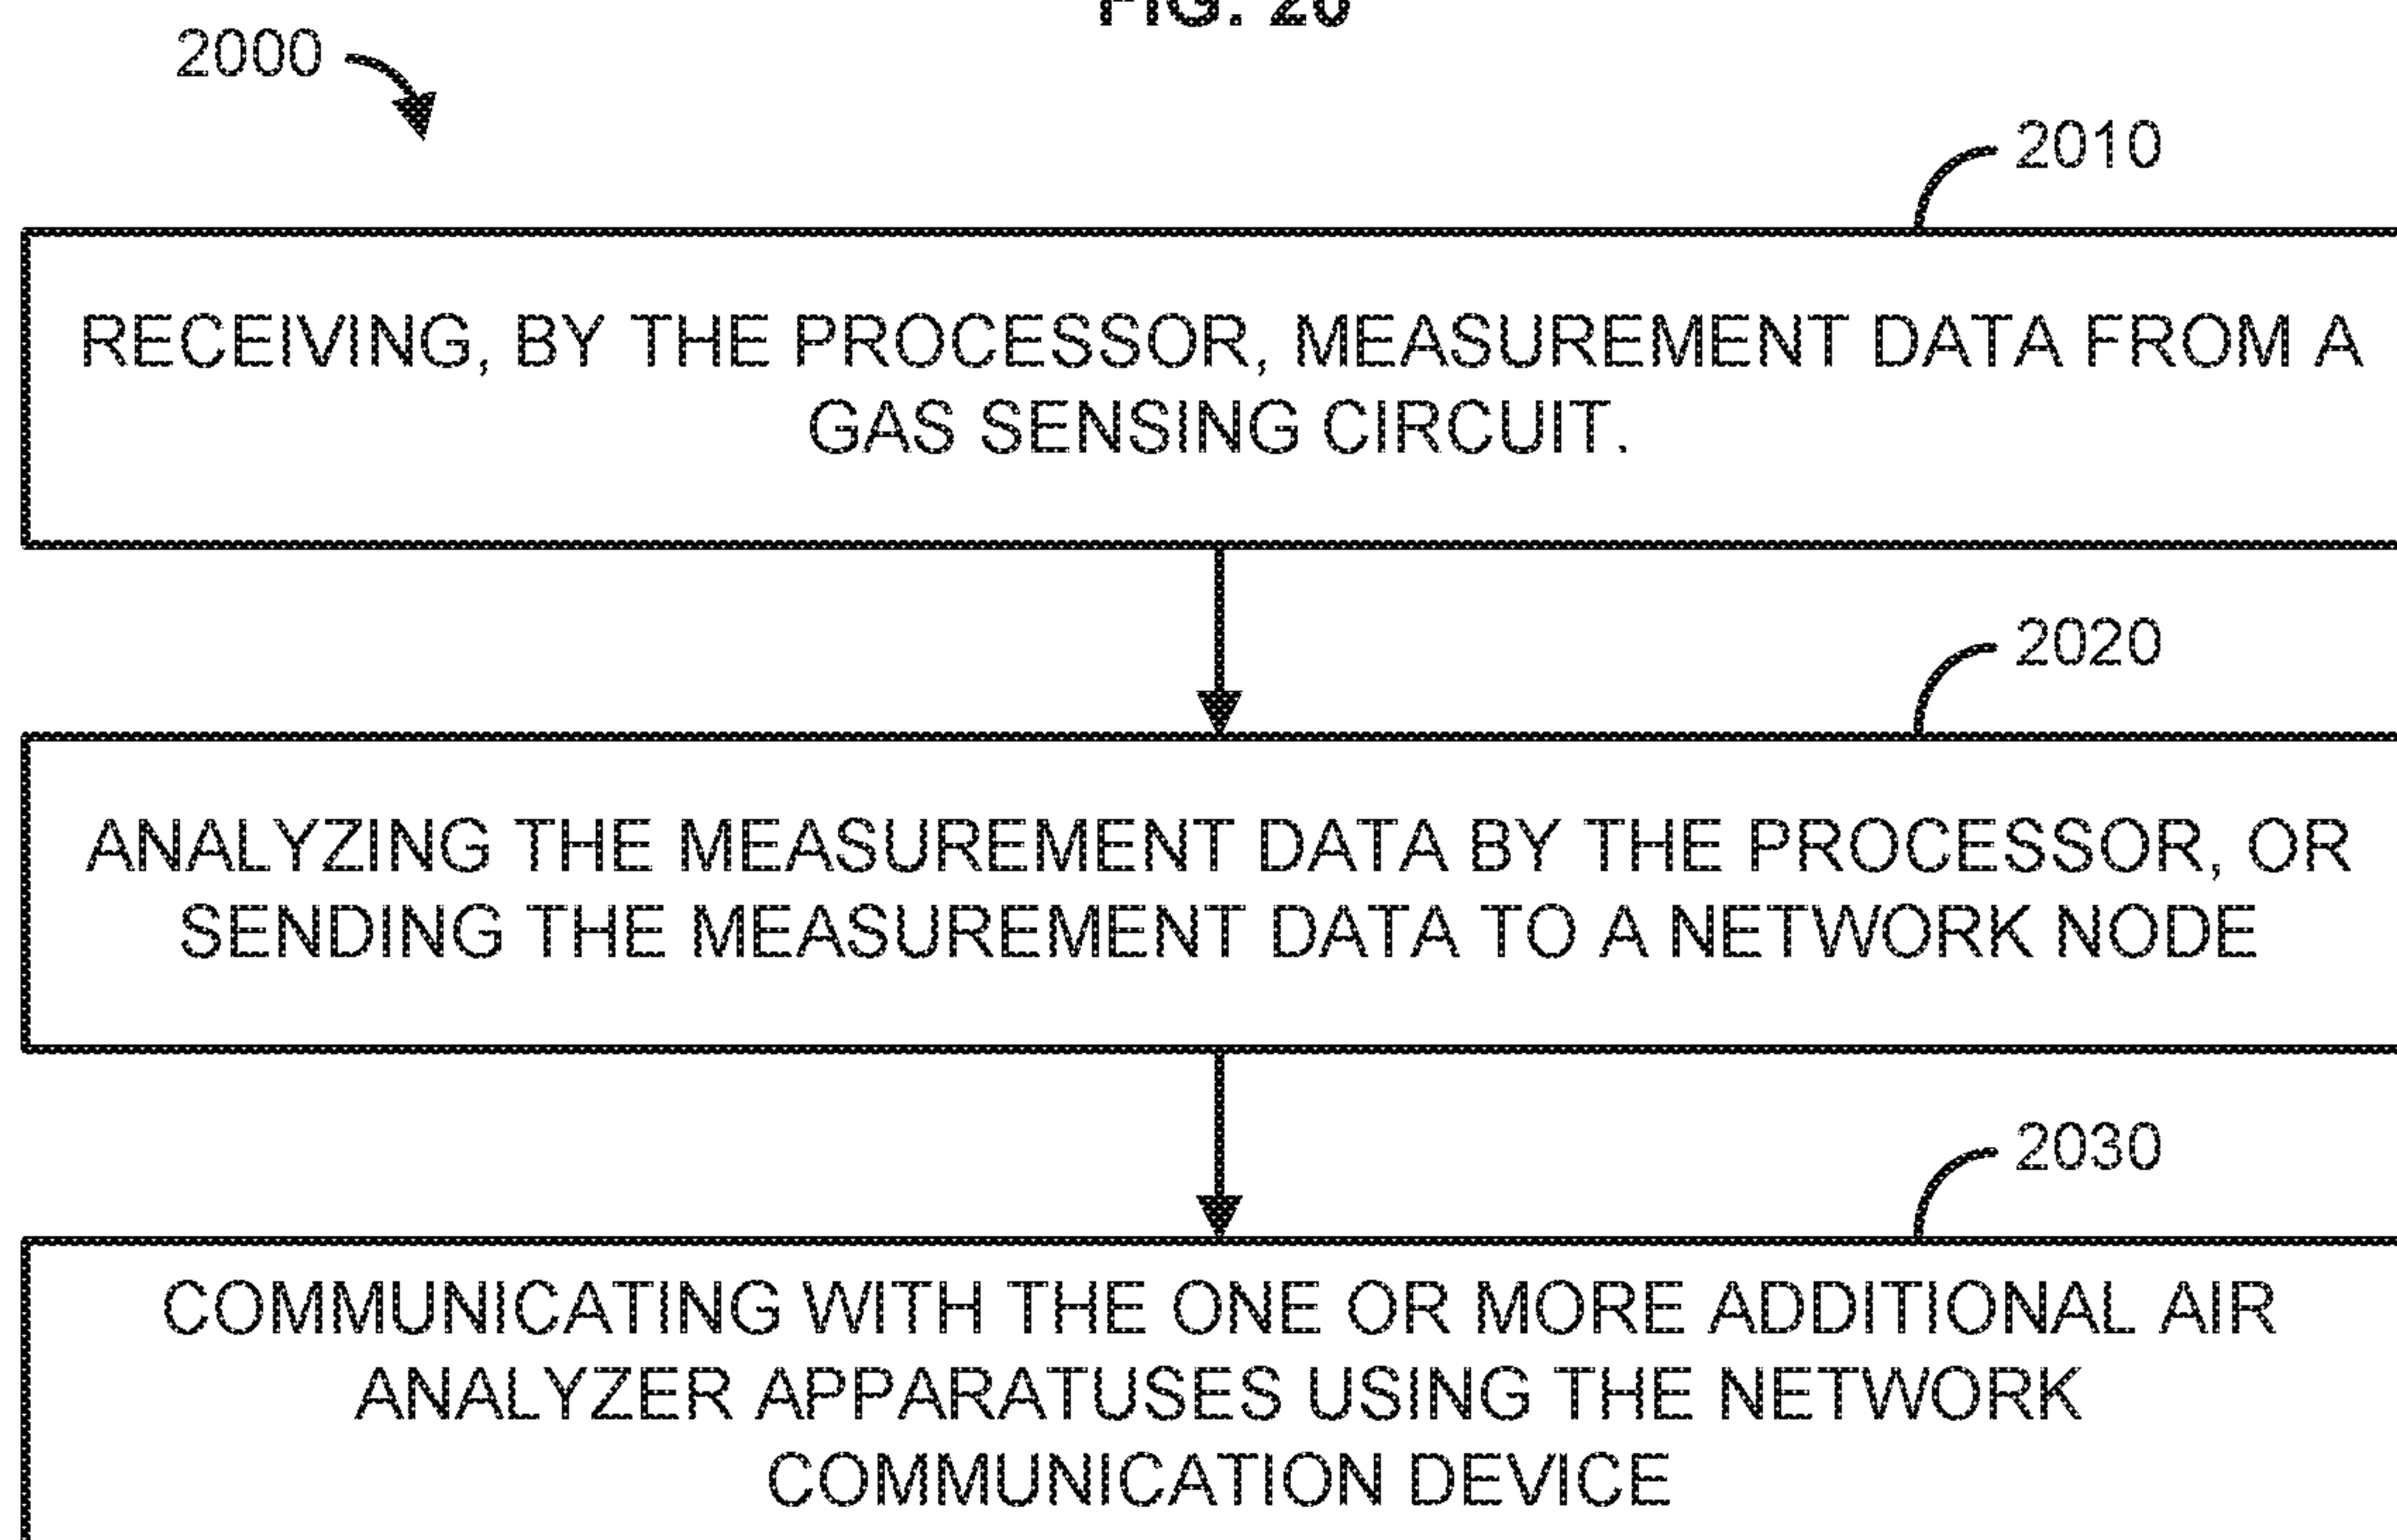 FIG. 20
2000
2010
RECEIVING, BY THE PROCESSOR, MEASUREMENT DATA FROM A
GAS SENSING CIRCUIT.
2020
ANALYZING THE MEASUREMENT DATA BY THE PROCESSOR, OR
SENDING THE MEASUREMENT DATA TO A NETWORK NODE
2030
COMMUNICATING WITH THE ONE OR MORE ADDITIONAL AIR
ANALYZER APPARATUSES USING THE NETWORK
COMMUNICATION DEVICE